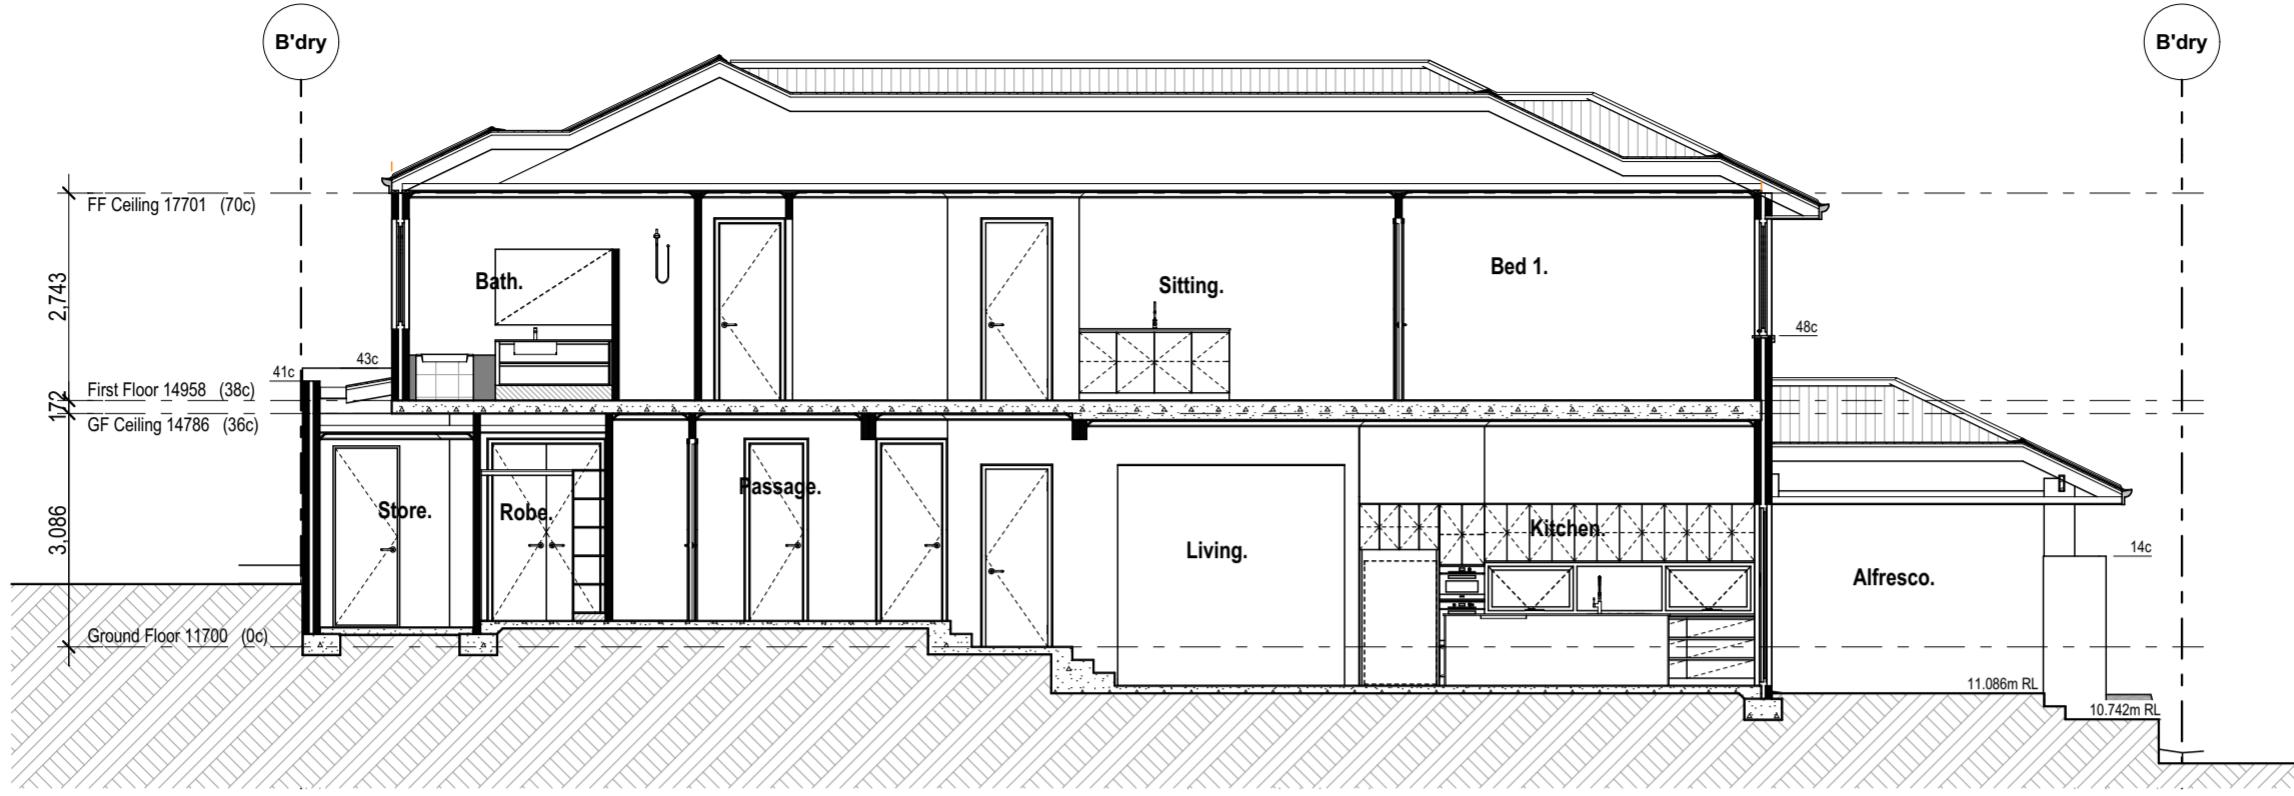 B'dry
B'dry
FF Ceiling 17701 (70c)
2,743
Bath.
Sitting.
Bed 1.
48c
43c
41c
First Floor 14958 (38c)
172
GF Ceiling 14786 (36c)
Passage.
Store.
Robe.
Kitchen.
Living.
Alfresco.
14c
3,086
Ground Floor 11700 (0c)
11.086m RL
10.742m RL